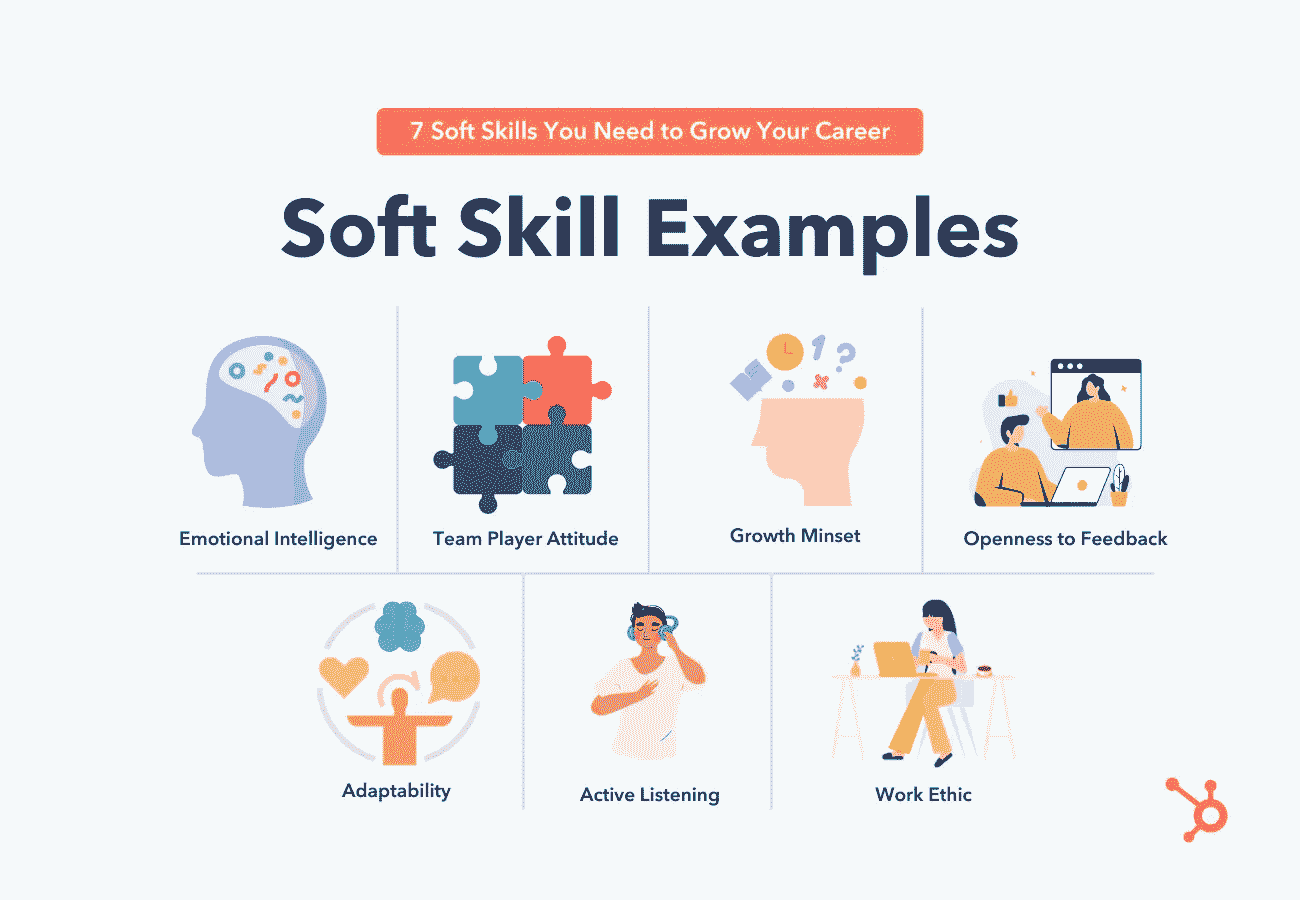 7 Soft Skills You Need to Grow Your Career
Soft Skill Examples
Emotional Intelligence
Team Player Attitude
Growth Minset
Openness to Feedback
Adaptability
Active Listening
Work Ethic